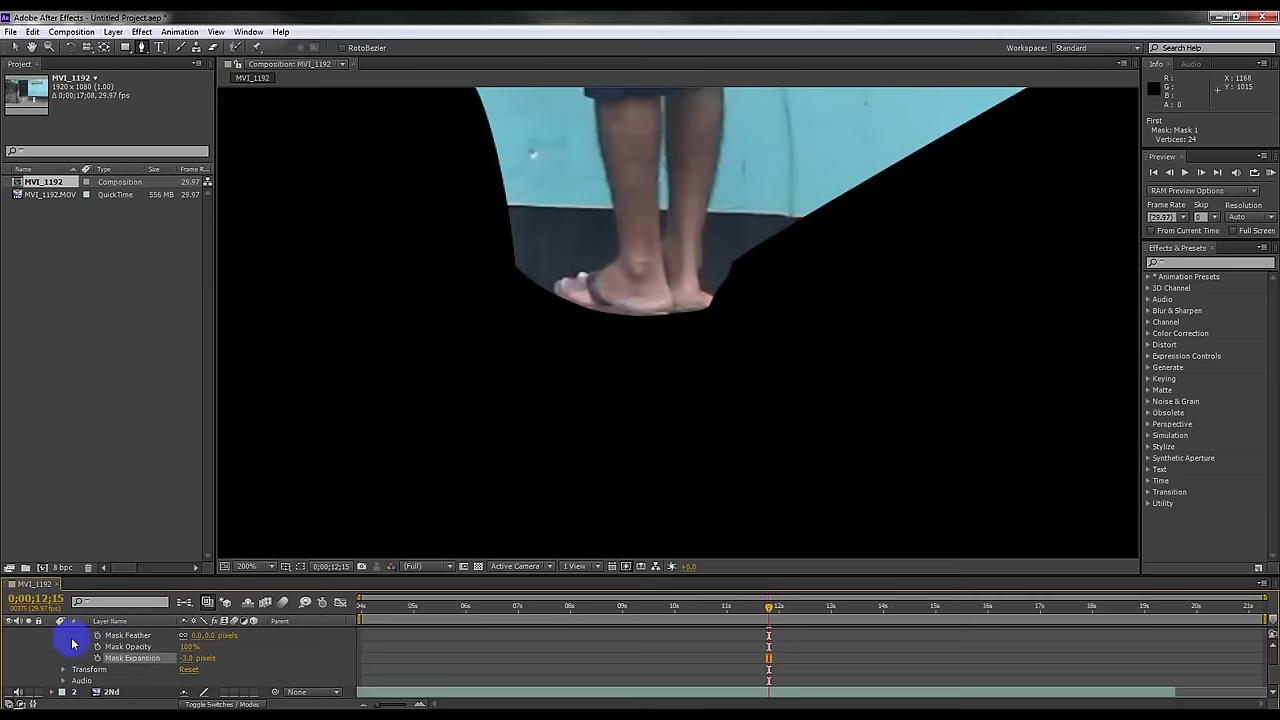 Adobe After Effects - Untitled Project.aep *
File Edit Composition Layer Effect Animation View Window Help
RotoBezier Workspace: Standard Search Help
Project
MVI_1192
1920 x 1080 (1.00)
Δ 0;00;17;08, 29.97 fps
Name Type Size Frame R...
MVI_1192 Composition 29.97
MVI_1192.MOV QuickTime 556 MB 29.97
8 bpc
Composition: MVI_1192
MVI_1192
200% 0;00;12;15 (Full) Active Camera 1 View +0.0
Info Audio
R : X : 1168
G : Y : 1015
B :
A : 0
First
Mask: Mask 1
Vertices: 24
Preview
RAM Preview Options
Frame Rate Skip Resolution
(29.97) 0 Auto
From Current Time Full Screen
Effects & Presets
* Animation Presets
3D Channel
Audio
Blur & Sharpen
Channel
Color Correction
Distort
Expression Controls
Generate
Keying
Matte
Noise & Grain
Obsolete
Perspective
Simulation
Stylize
Synthetic Aperture
Text
Time
Transition
Utility
MVI_1192
0;00;12;15
00375 (29.97 fps)
# Layer Name Parent
04s 05s 06s 07s 08s 09s 10s 11s 12s 13s 14s 15s 16s 17s 18s 19s 20s 21s
Mask Feather 0.0,0.0 pixels
Mask Opacity 100%
Mask Expansion -3.0 pixels
Transform Reset
Audio
2 2Nd None
Toggle Switches / Modes